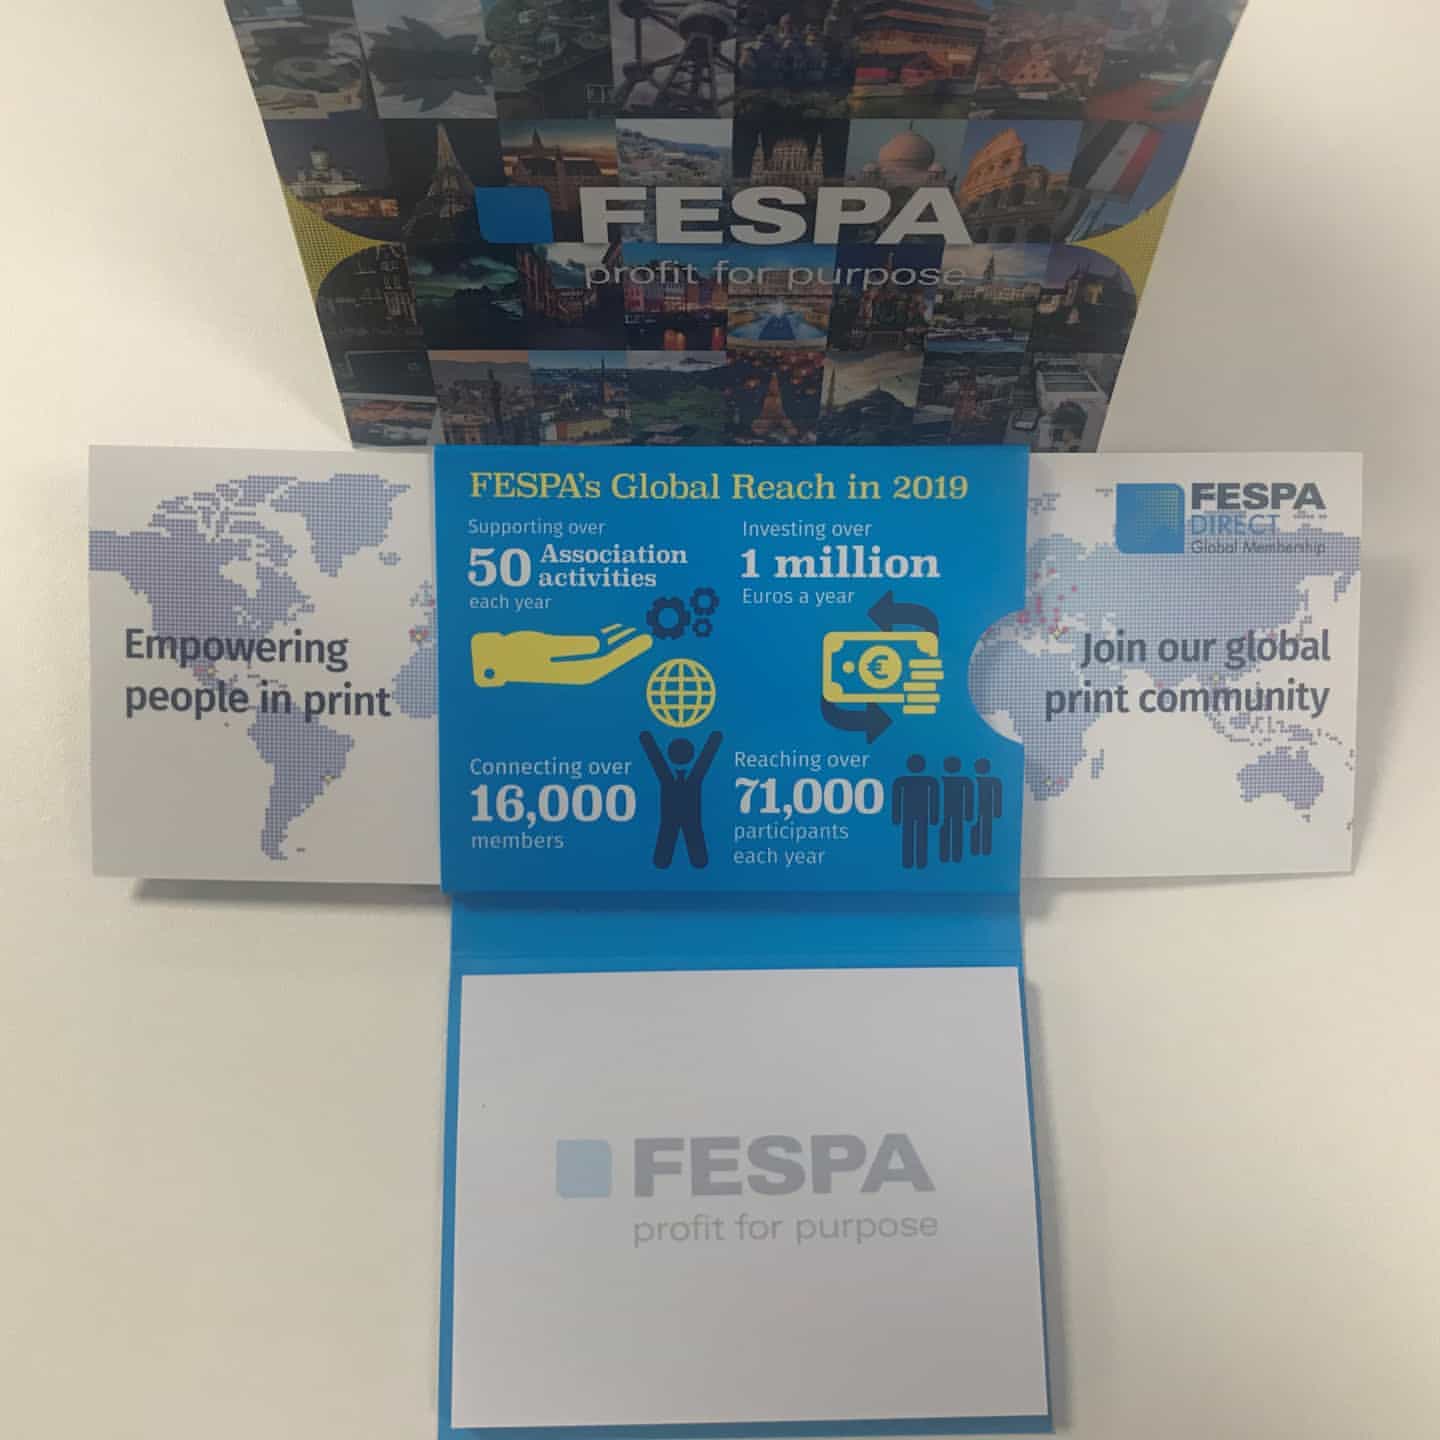 FESPA
profit for purpose
Empowering
people in print
FESPA's Global Reach in 2019
Supporting over
50 Association
activities
each year
Investing over
1 million
Euros a year
€
Connecting over
16,000
members
Reaching over
71,000
participants
each year
FESPA
DIRECT
Global Membership
Join our global
print community
FESPA
profit for purpose